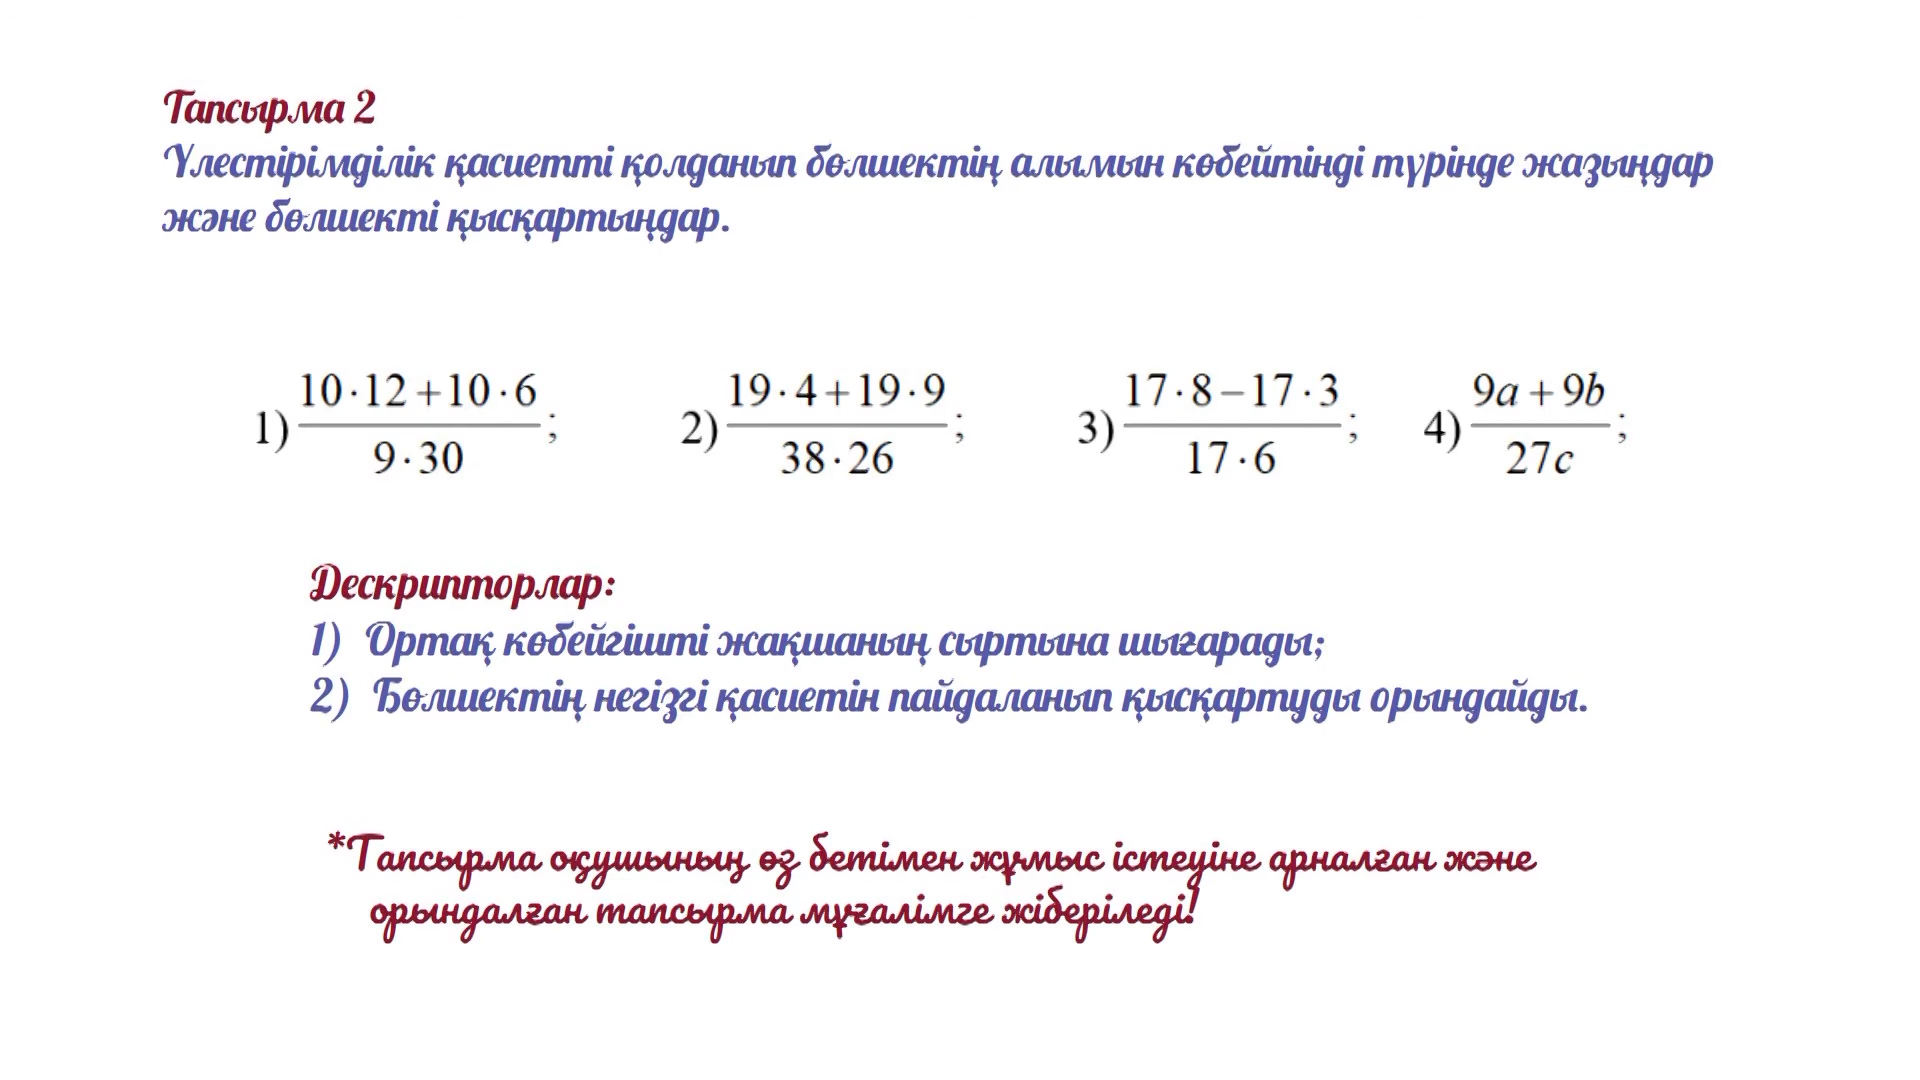 Тапсырма 2
Үлестірімділік қасиетті қолданып бөлшектің алымын көбейтінді түрінде жазыңдар
және бөлшекті қысқартыңдар.
1) (10·12+10·6)/(9·30); 2) (19·4+19·9)/(38·26); 3) (17·8−17·3)/(17·6); 4) (9a+9b)/(27c);
Дескрипторлар:
1) Ортақ көбейгішті жақшаның сыртына шығарады;
2) Бөлшектің негізгі қасиетін пайдаланып қысқартуды орындайды.
*Тапсырма оқушының өз бетімен жұмыс істеуіне арналған және
орындалған тапсырма мұғалімге жіберіледі!